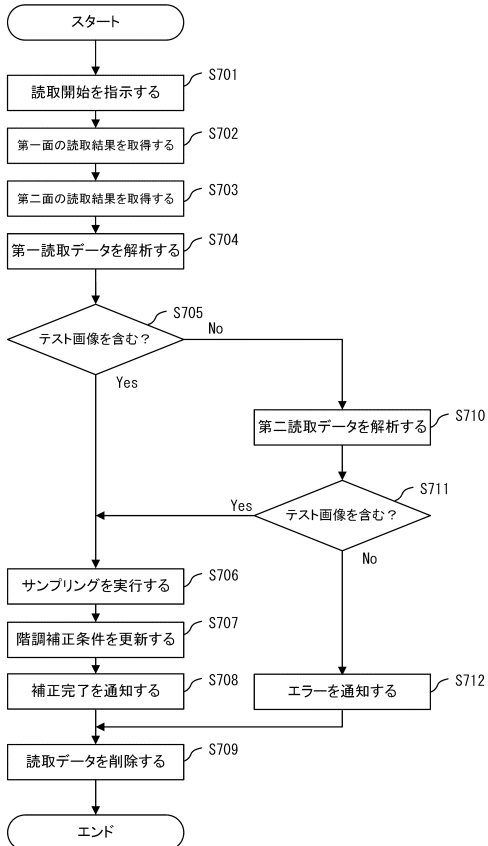 スタート
読取開始を指示する
S701
第一面の読取結果を取得する
S702
第二面の読取結果を取得する
S703
第一読取データを解析する
S704
テスト画像を含む？
S705
No
Yes
第二読取データを解析する
S710
テスト画像を含む？
S711
Yes
No
サンプリングを実行する
S706
階調補正条件を更新する
S707
補正完了を通知する
S708
エラーを通知する
S712
読取データを削除する
S709
エンド